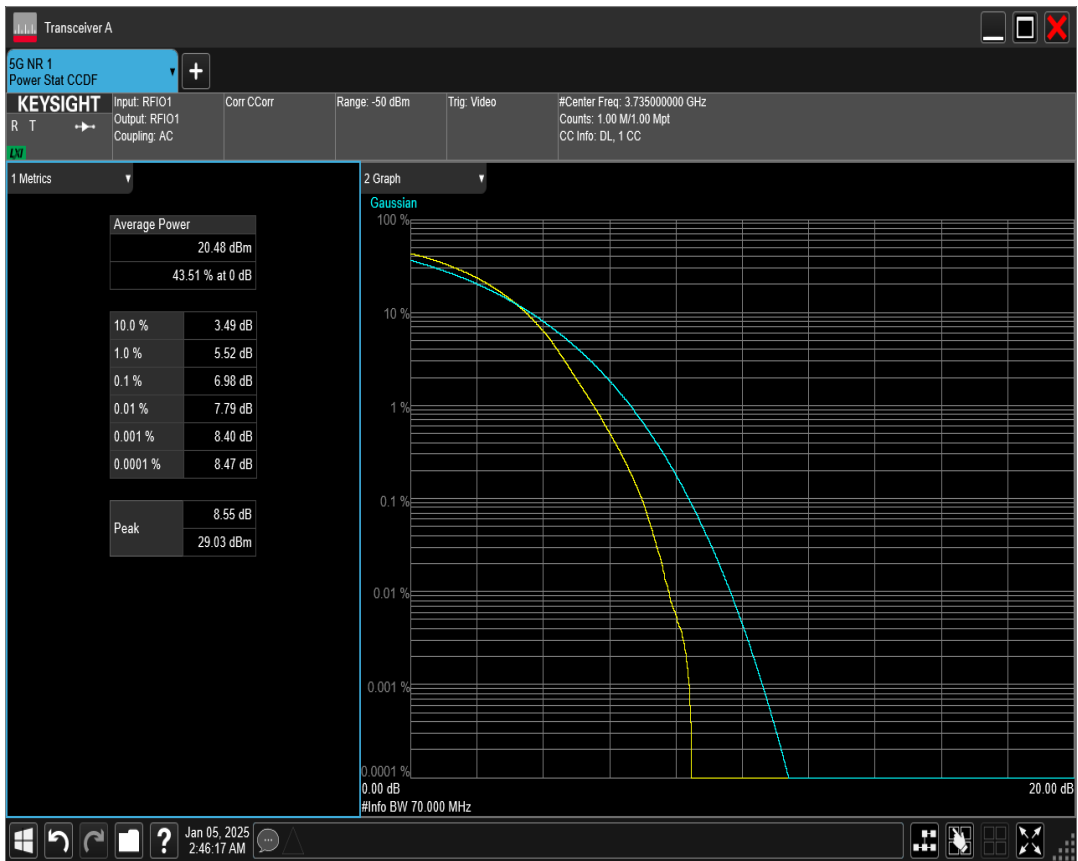 Transceiver A
5G NR 1
Power Stat CCDF
+
KEYSIGHT
R T
LXI
Input: RFIO1
Output: RFIO1
Coupling: AC
Corr CCorr
Range: -50 dBm
Trig: Video
#Center Freq: 3.735000000 GHz
Counts: 1.00 M/1.00 Mpt
CC Info: DL, 1 CC
1 Metrics
Average Power
20.48 dBm
43.51 % at 0 dB
10.0 % 3.49 dB
1.0 % 5.52 dB
0.1 % 6.98 dB
0.01 % 7.79 dB
0.001 % 8.40 dB
0.0001 % 8.47 dB
Peak
8.55 dB
29.03 dBm
2 Graph
Gaussian
100 %
10 %
1 %
0.1 %
0.01 %
0.001 %
0.0001 %
0.00 dB
20.00 dB
#Info BW 70.000 MHz
?
Jan 05, 2025
2:46:17 AM